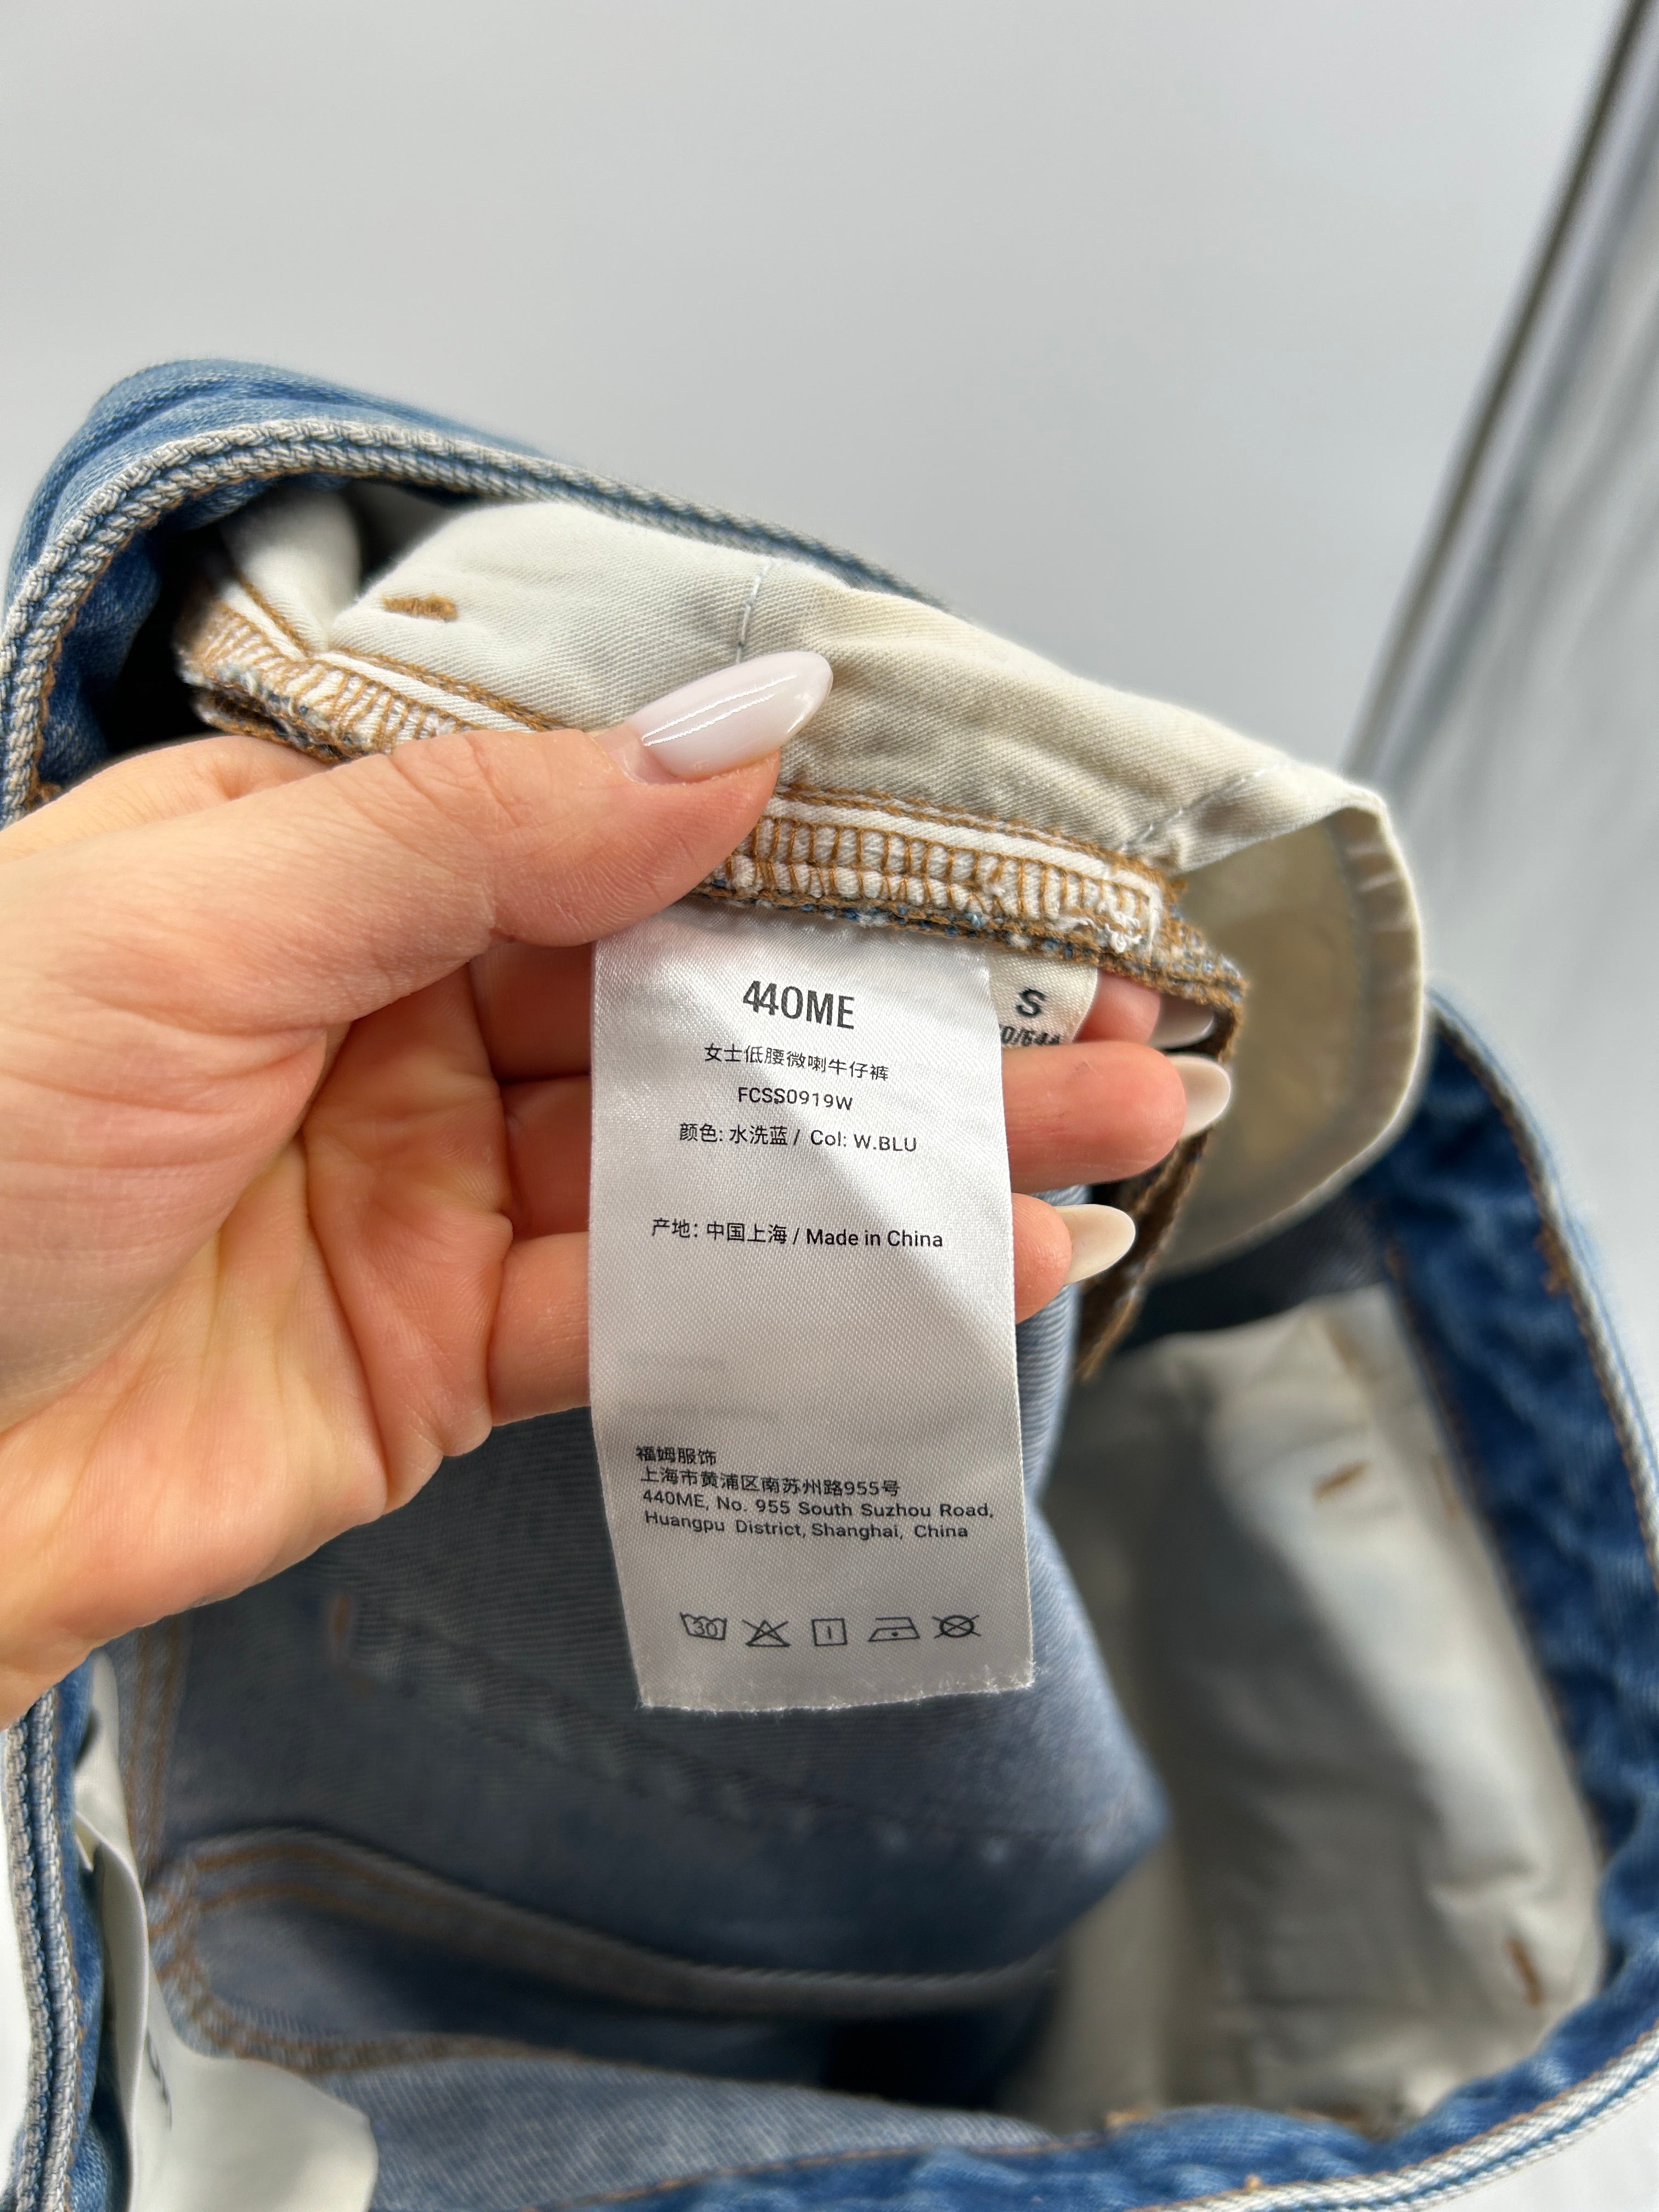 440ME
S
女士低腰微喇牛仔裤
FCSS0919W
颜色: 水洗蓝 / Col: W.BLU
产地: 中国上海 / Made in China
福姆服饰
上海市黄浦区南苏州路955号
440ME, No. 955 South Suzhou Road,
Huangpu District, Shanghai, China
30